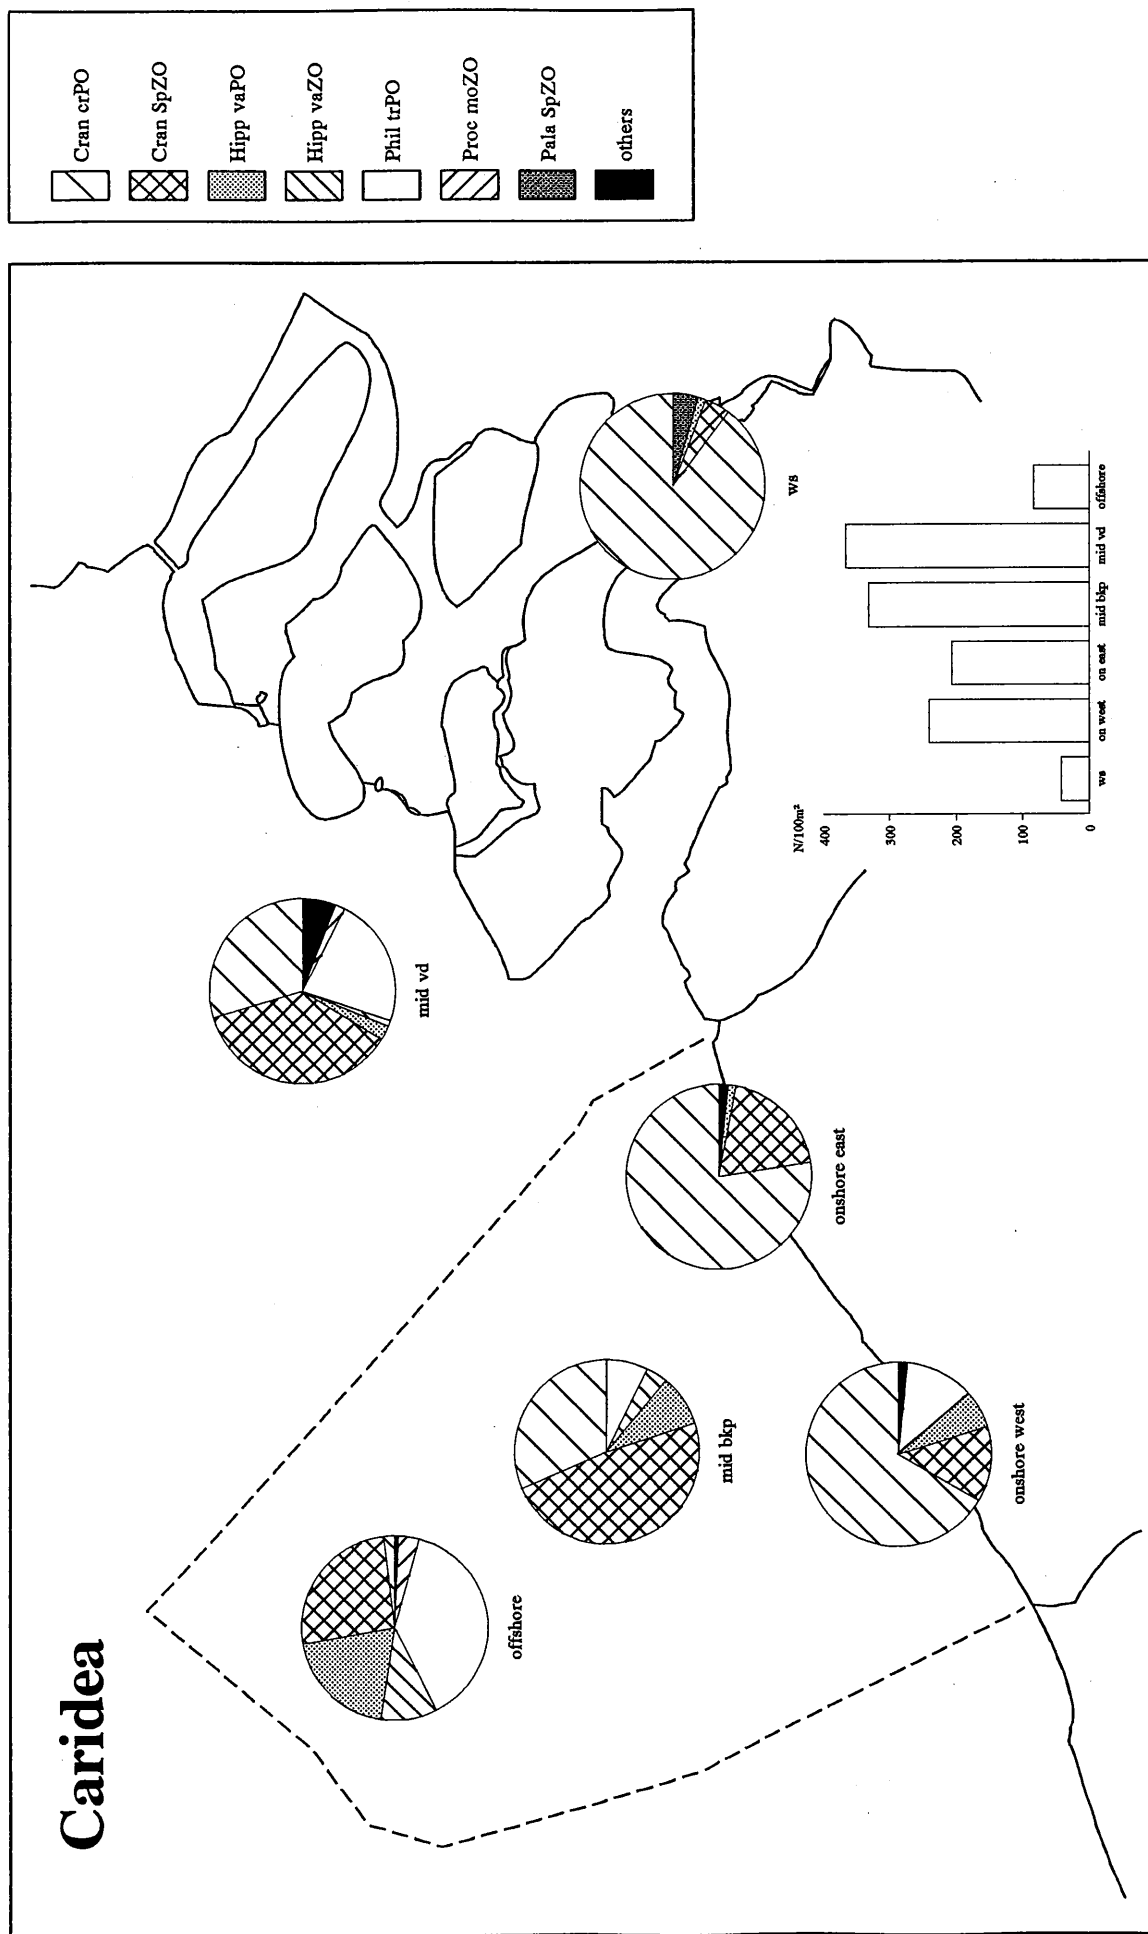 Caridea
offshore
mid bkp
onshore west
onshore east
mid vd
ws
N/100m²
400
300
200
100
0
ws
on west
on east
mid bkp
mid vd
offshore
Cran crPO
Cran SpZO
Hipp vaPO
Hipp vaZO
Phil trPO
Proc moZO
Pala SpZO
others